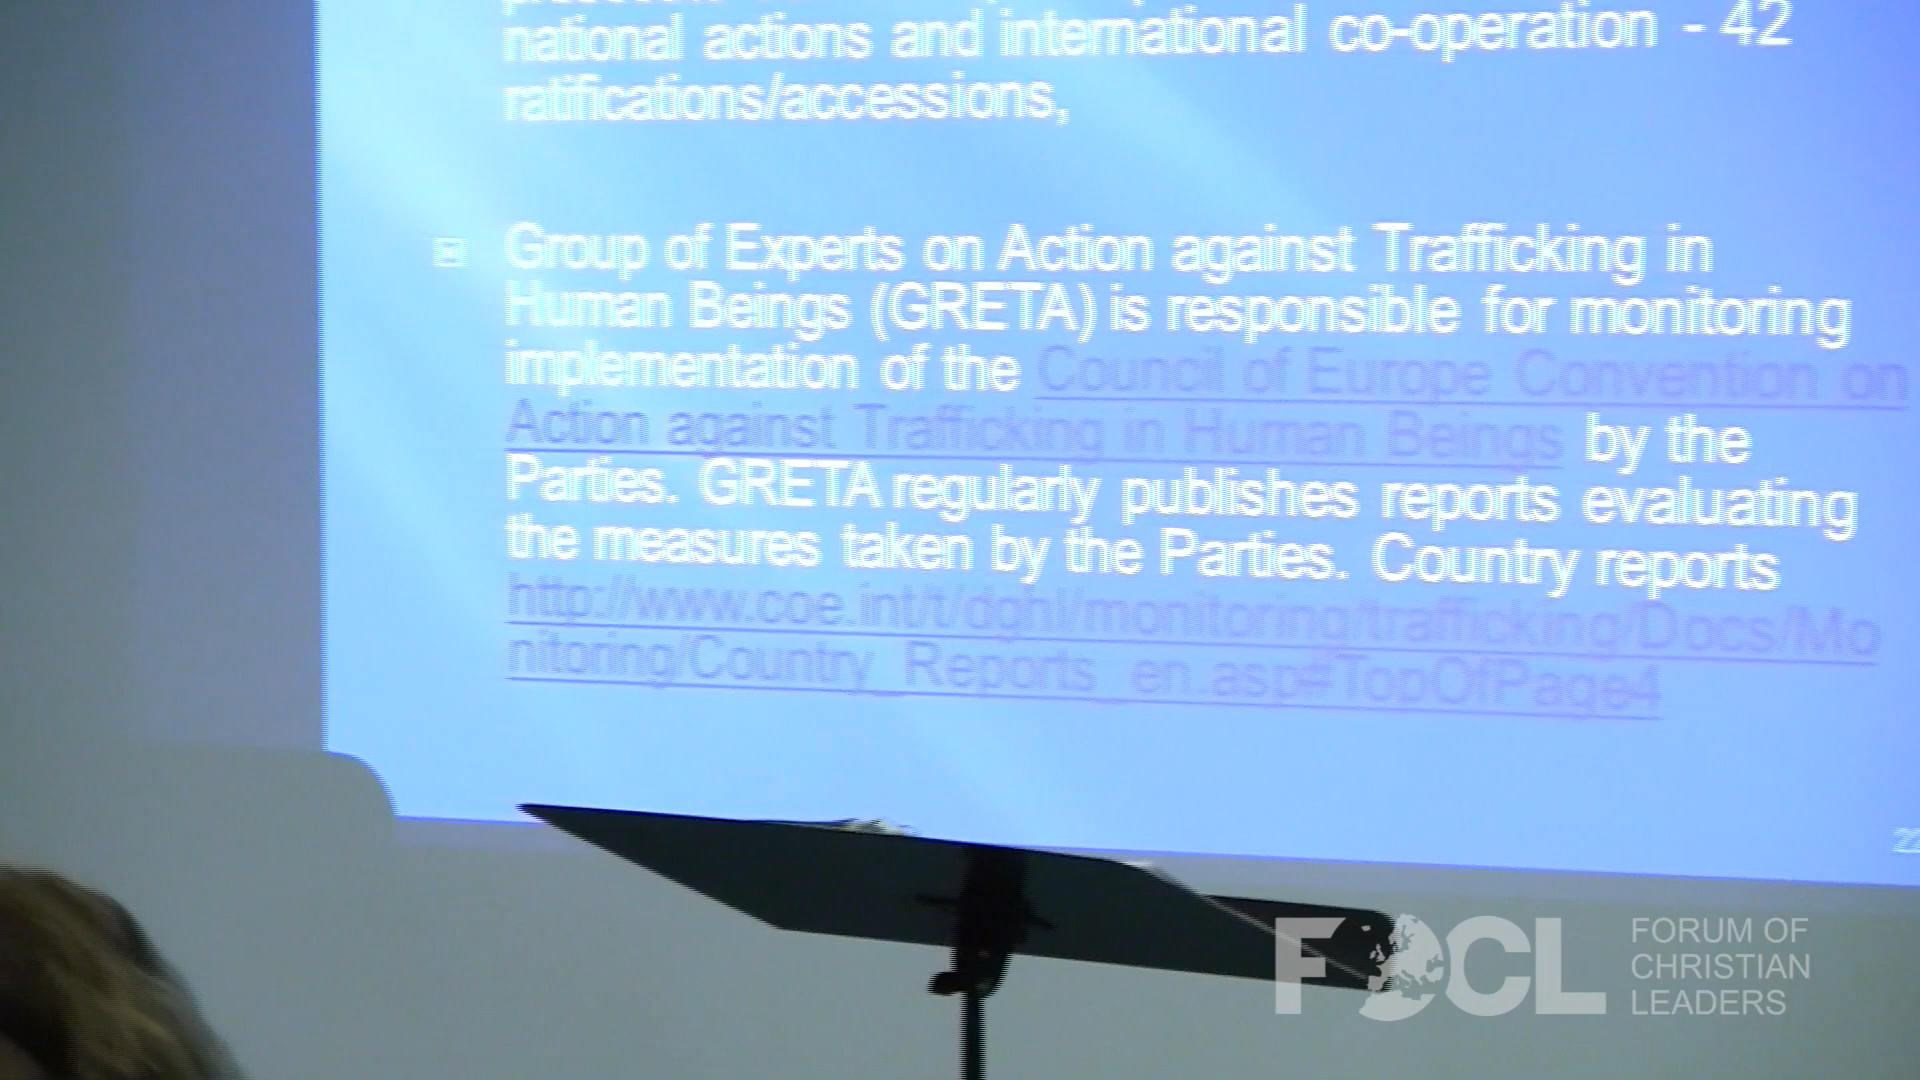 national actions and international co-operation - 42
ratifications/accessions,
Group of Experts on Action against Trafficking in
Human Beings (GRETA) is responsible for monitoring
implementation of the Council of Europe Convention on
Action against Trafficking in Human Beings by the
Parties. GRETA regularly publishes reports evaluating
the measures taken by the Parties. Country reports
http://www.coe.int/t/dghl/monitoring/trafficking/Docs/Mo
nitoring/Country_Reports_en.asp#TopOfPage4
22
FOCL
FORUM OF
CHRISTIAN
LEADERS